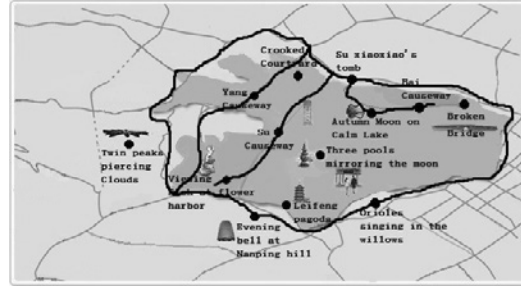 Crooked
Courtyard
Su xiaoxiao's
tomb
Yang
Causeway
Bai
Causeway
Autumn Moon on
Calm Lake
Broken
Bridge
Su
Causeway
Three pools
mirroring the moon
Twin peaks
piercing
Clouds
Viewing
fish at flower
harbor
Leifeng
pagoda
Orioles
singing in the
willows
Evening
bell at
Nanping hill